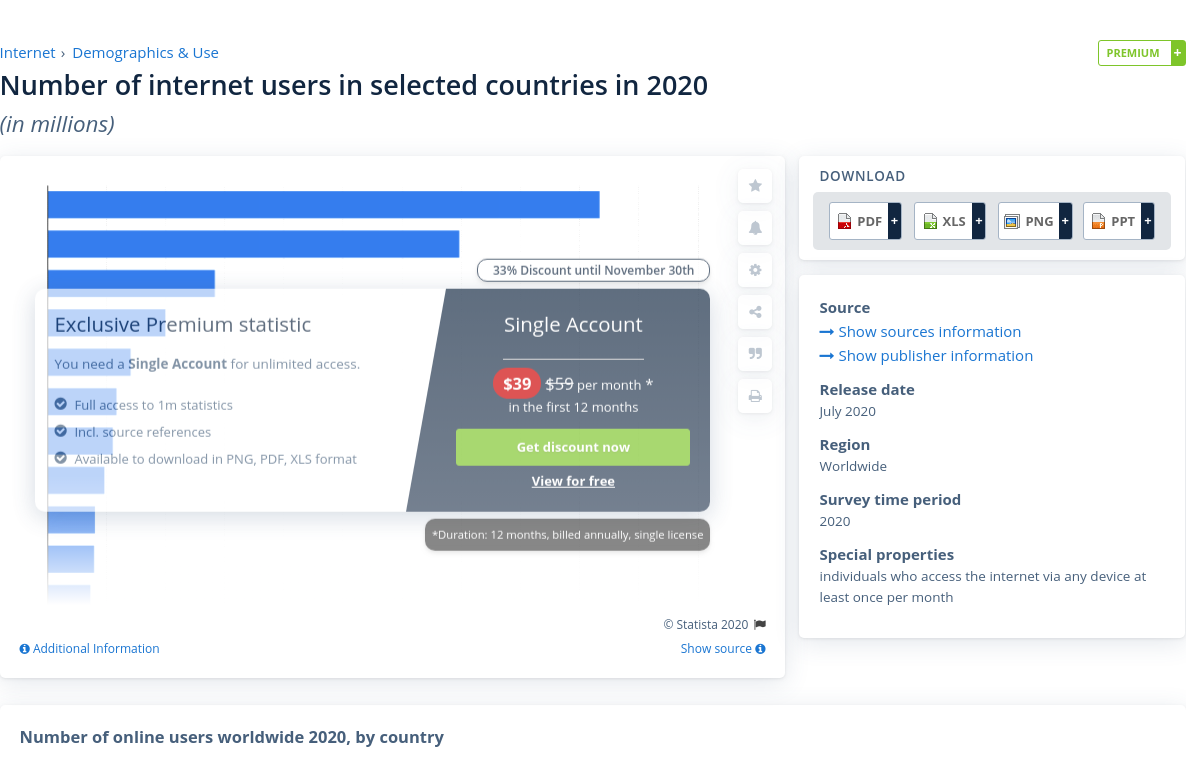 Internet › Demographics & Use
PREMIUM +
Number of internet users in selected countries in 2020
(in millions)
DOWNLOAD
PDF + XLS + PNG + PPT +
33% Discount until November 30th
Exclusive Premium statistic
You need a Single Account for unlimited access.
Full access to 1m statistics
Incl. source references
Available to download in PNG, PDF, XLS format
Single Account
$39 $59 per month *
in the first 12 months
Get discount now
View for free
*Duration: 12 months, billed annually, single license
© Statista 2020
Additional Information
Show source
Source
Show sources information
Show publisher information
Release date
July 2020
Region
Worldwide
Survey time period
2020
Special properties
individuals who access the internet via any device at
least once per month
Number of online users worldwide 2020, by country